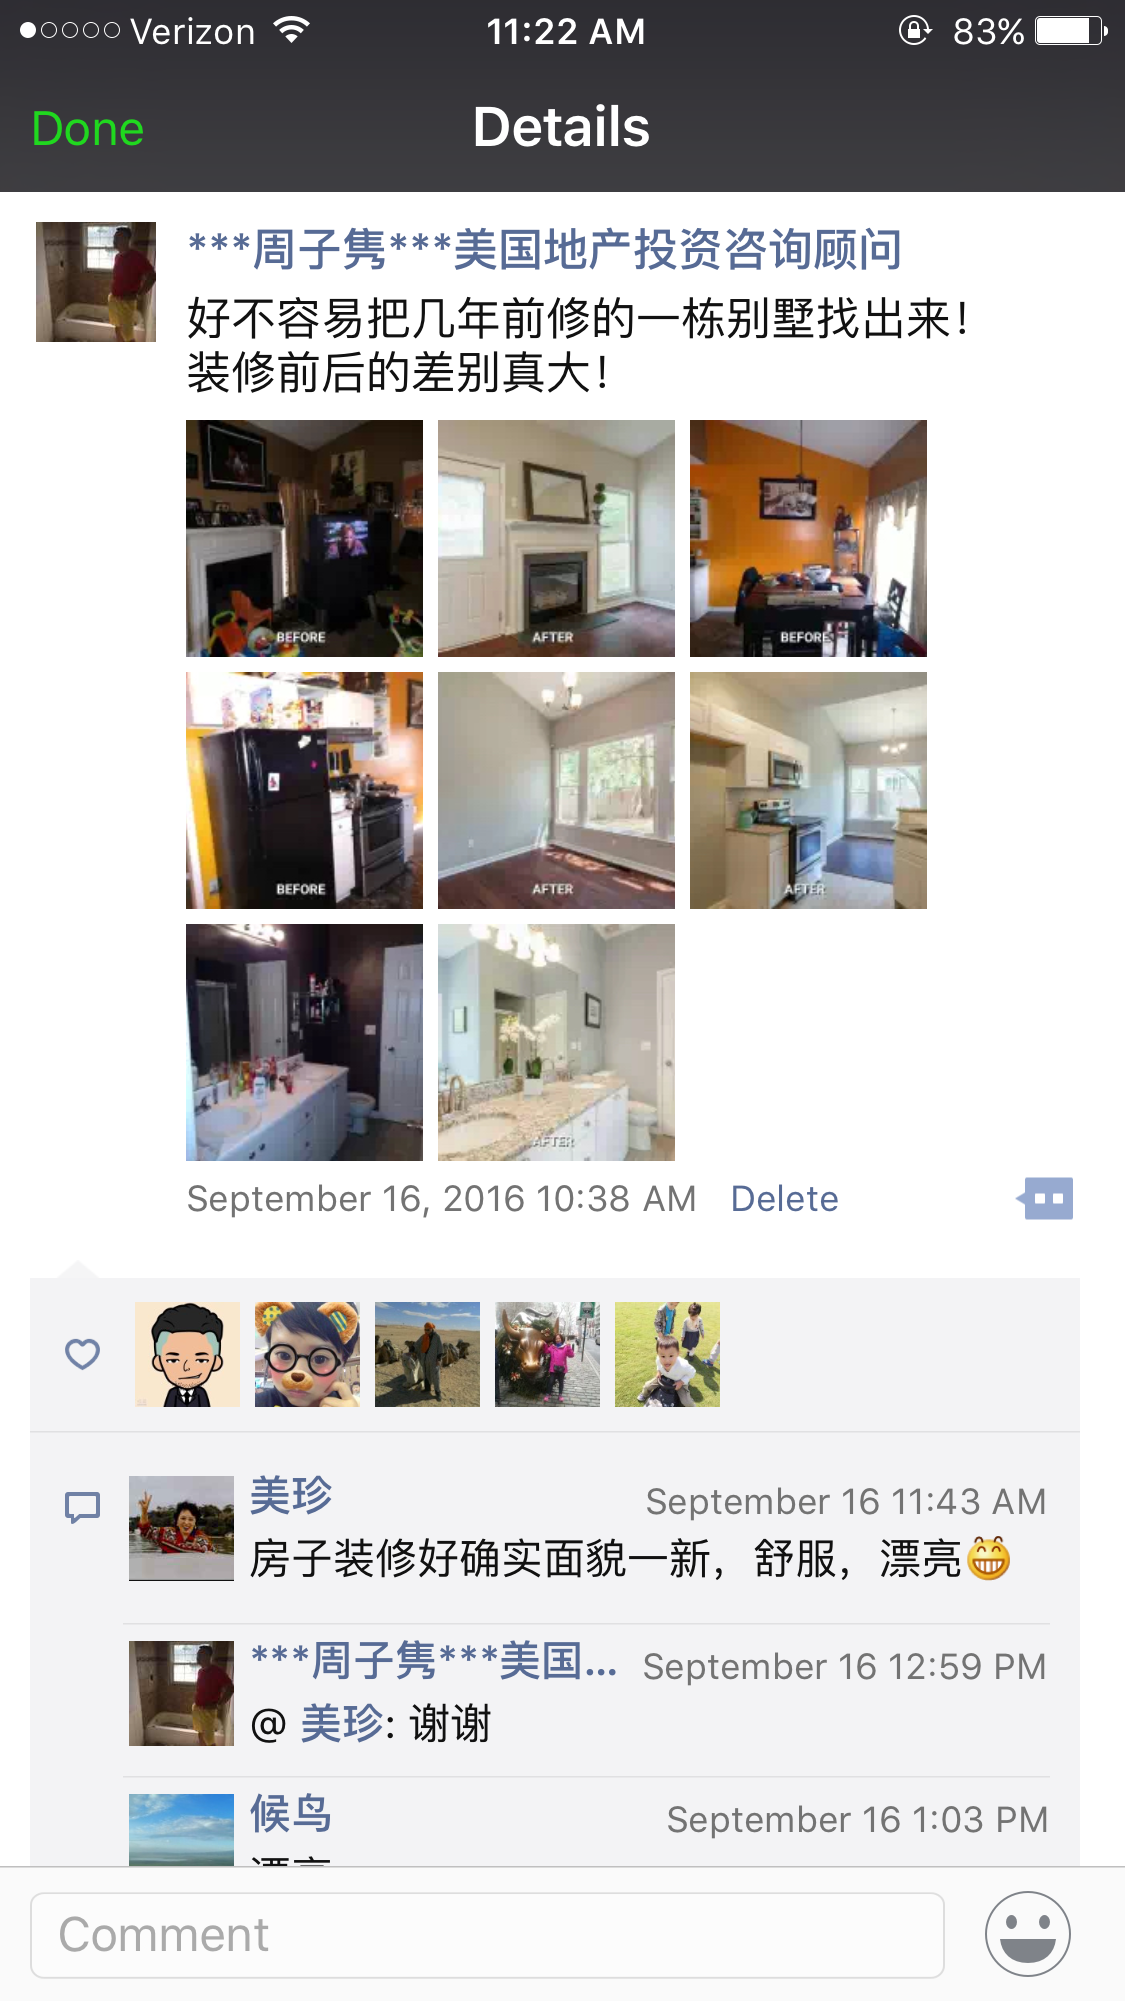 Verizon 11:22 AM 83%
Done Details
***周子隽***美国地产投资咨询顾问
好不容易把几年前修的一栋别墅找出来！
装修前后的差别真大！
BEFORE AFTER BEFORE
BEFORE AFTER AFTER
AFTER
September 16, 2016 10:38 AM Delete
美珍 September 16 11:43 AM
房子装修好确实面貌一新，舒服，漂亮😁
***周子隽***美国... September 16 12:59 PM
@ 美珍: 谢谢
候鸟 September 16 1:03 PM
Comment